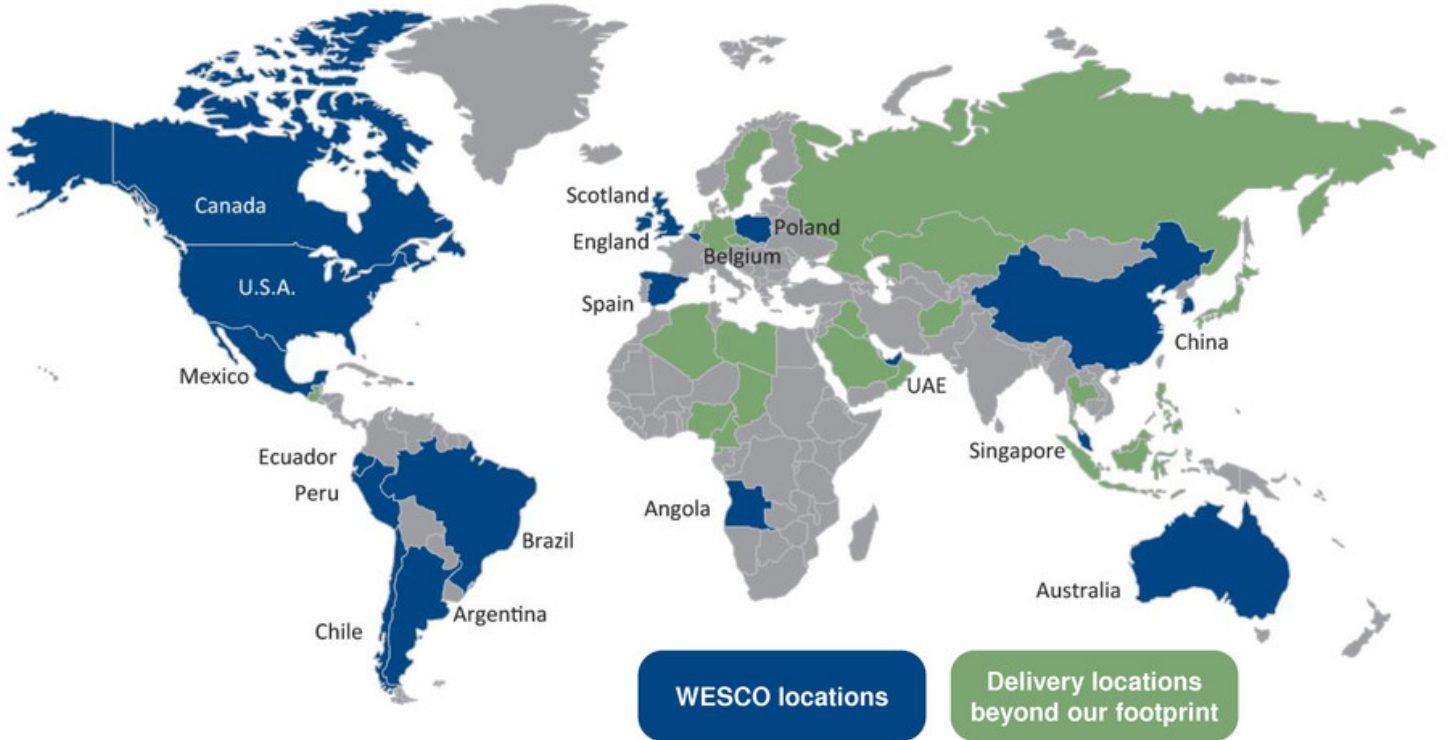 Canada
U.S.A.
Mexico
Ecuador
Peru
Brazil
Argentina
Chile
Scotland
England
Poland
Belgium
Spain
UAE
China
Singapore
Angola
Australia
WESCO locations
Delivery locations
beyond our footprint